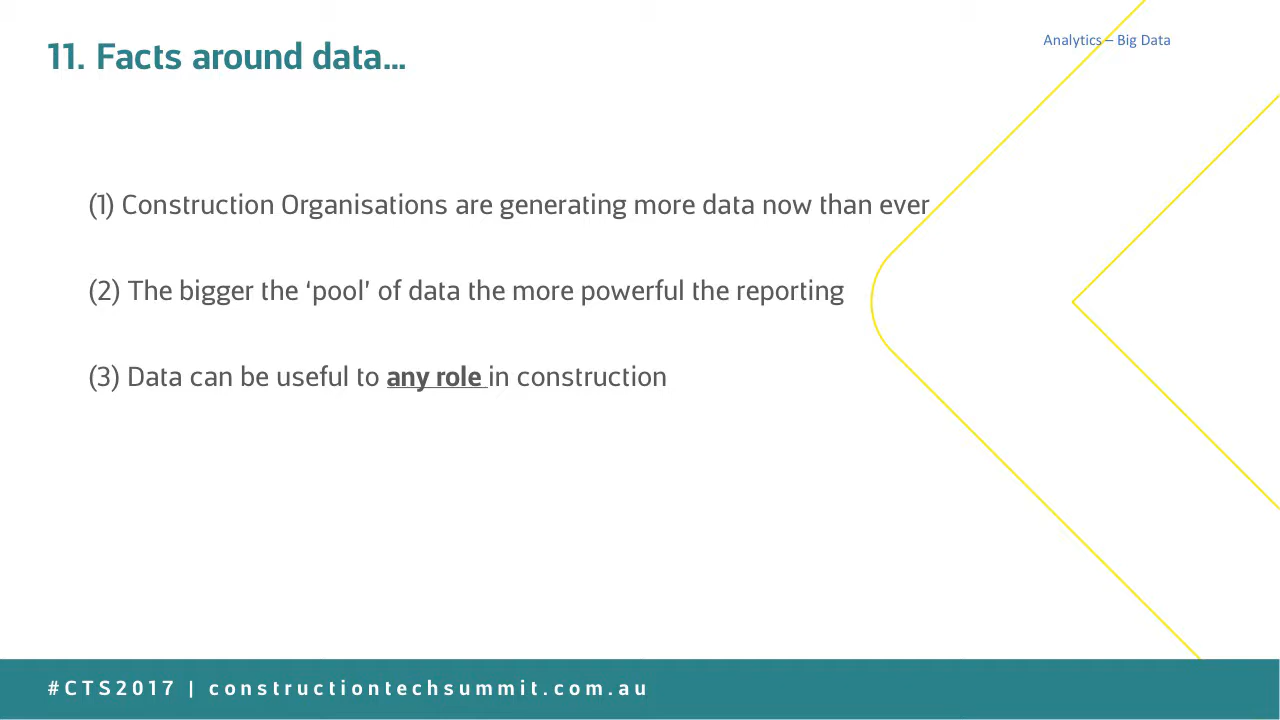 11. Facts around data...
Analytics – Big Data
(1) Construction Organisations are generating more data now than ever
(2) The bigger the ‘pool’ of data the more powerful the reporting
(3) Data can be useful to any role in construction
#CTS2017 | constructiontechsummit.com.au